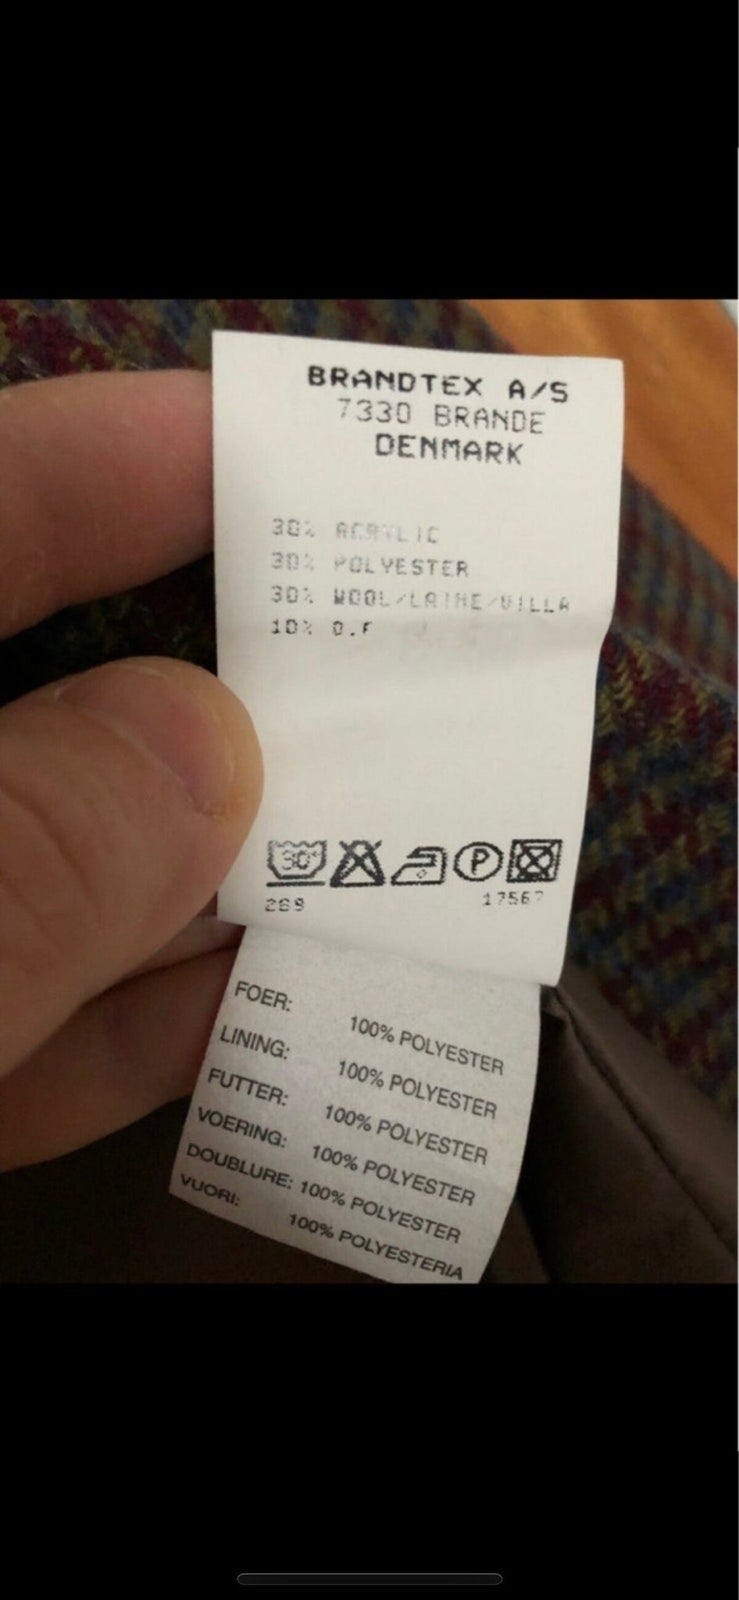 BRANDTEX A/S
7330 BRANDE
DENMARK
30% ACRYLIC
30% POLYESTER
30% WOOL/LAINE/VILLA
10% O.F
30°
P
289
17567
FOER: 100% POLYESTER
LINING: 100% POLYESTER
FUTTER: 100% POLYESTER
VOERING: 100% POLYESTER
DOUBLURE: 100% POLYESTER
VUORI: 100% POLYESTERIA